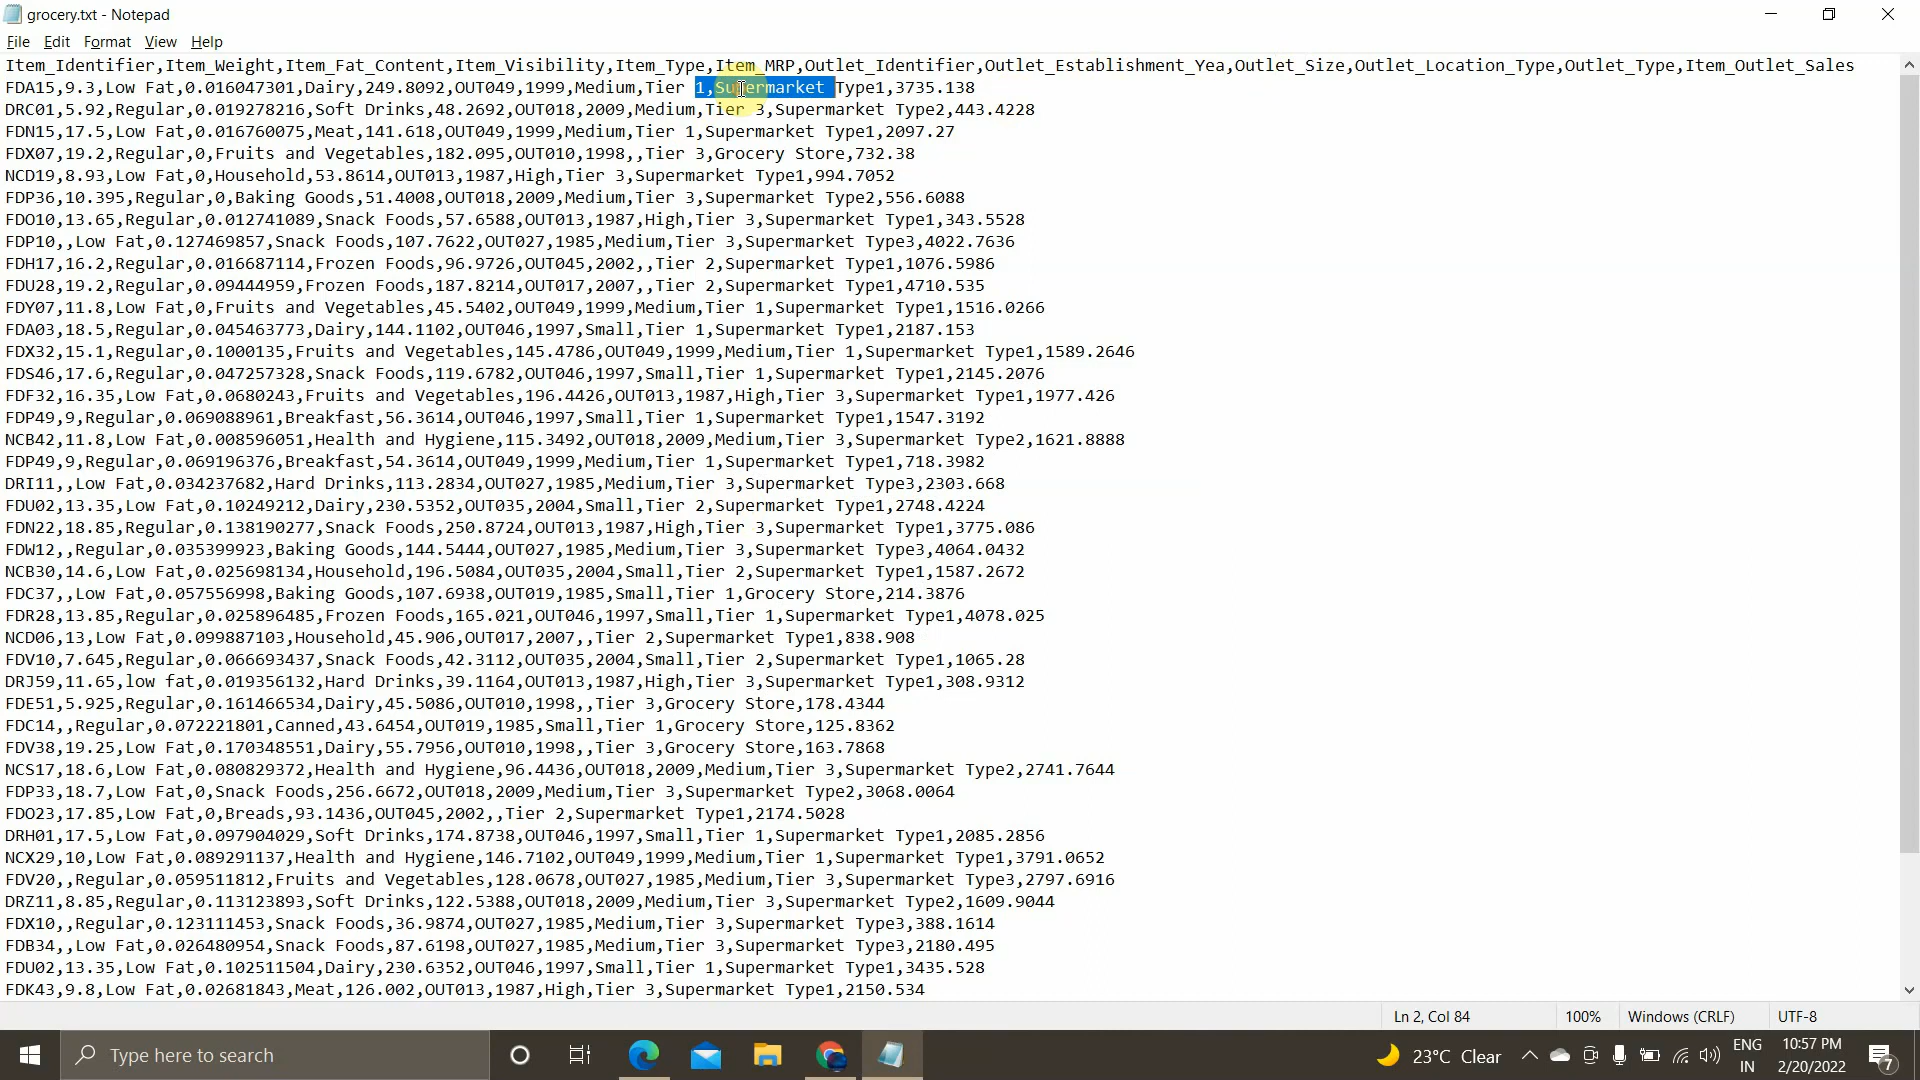 grocery.txt - Notepad
File Edit Format View Help
Item_Identifier,Item_Weight,Item_Fat_Content,Item_Visibility,Item_Type,Item_MRP,Outlet_Identifier,Outlet_Establishment_Yea,Outlet_Size,Outlet_Location_Type,Outlet_Type,Item_Outlet_Sales
FDA15,9.3,Low Fat,0.016047301,Dairy,249.8092,OUT049,1999,Medium,Tier 1,Supermarket Type1,3735.138
DRC01,5.92,Regular,0.019278216,Soft Drinks,48.2692,OUT018,2009,Medium,Tier 3,Supermarket Type2,443.4228
FDN15,17.5,Low Fat,0.016760075,Meat,141.618,OUT049,1999,Medium,Tier 1,Supermarket Type1,2097.27
FDX07,19.2,Regular,0,Fruits and Vegetables,182.095,OUT010,1998,,Tier 3,Grocery Store,732.38
NCD19,8.93,Low Fat,0,Household,53.8614,OUT013,1987,High,Tier 3,Supermarket Type1,994.7052
FDP36,10.395,Regular,0,Baking Goods,51.4008,OUT018,2009,Medium,Tier 3,Supermarket Type2,556.6088
FDO10,13.65,Regular,0.012741089,Snack Foods,57.6588,OUT013,1987,High,Tier 3,Supermarket Type1,343.5528
FDP10,,Low Fat,0.127469857,Snack Foods,107.7622,OUT027,1985,Medium,Tier 3,Supermarket Type3,4022.7636
FDH17,16.2,Regular,0.016687114,Frozen Foods,96.9726,OUT045,2002,,Tier 2,Supermarket Type1,1076.5986
FDU28,19.2,Regular,0.09444959,Frozen Foods,187.8214,OUT017,2007,,Tier 2,Supermarket Type1,4710.535
FDY07,11.8,Low Fat,0,Fruits and Vegetables,45.5402,OUT049,1999,Medium,Tier 1,Supermarket Type1,1516.0266
FDA03,18.5,Regular,0.045463773,Dairy,144.1102,OUT046,1997,Small,Tier 1,Supermarket Type1,2187.153
FDX32,15.1,Regular,0.1000135,Fruits and Vegetables,145.4786,OUT049,1999,Medium,Tier 1,Supermarket Type1,1589.2646
FDS46,17.6,Regular,0.047257328,Snack Foods,119.6782,OUT046,1997,Small,Tier 1,Supermarket Type1,2145.2076
FDF32,16.35,Low Fat,0.0680243,Fruits and Vegetables,196.4426,OUT013,1987,High,Tier 3,Supermarket Type1,1977.426
FDP49,9,Regular,0.069088961,Breakfast,56.3614,OUT046,1997,Small,Tier 1,Supermarket Type1,1547.3192
NCB42,11.8,Low Fat,0.008596051,Health and Hygiene,115.3492,OUT018,2009,Medium,Tier 3,Supermarket Type2,1621.8888
FDP49,9,Regular,0.069196376,Breakfast,54.3614,OUT049,1999,Medium,Tier 1,Supermarket Type1,718.3982
DRI11,,Low Fat,0.034237682,Hard Drinks,113.2834,OUT027,1985,Medium,Tier 3,Supermarket Type3,2303.668
FDU02,13.35,Low Fat,0.10249212,Dairy,230.5352,OUT035,2004,Small,Tier 2,Supermarket Type1,2748.4224
FDN22,18.85,Regular,0.138190277,Snack Foods,250.8724,OUT013,1987,High,Tier 3,Supermarket Type1,3775.086
FDW12,,Regular,0.035399923,Baking Goods,144.5444,OUT027,1985,Medium,Tier 3,Supermarket Type3,4064.0432
NCB30,14.6,Low Fat,0.025698134,Household,196.5084,OUT035,2004,Small,Tier 2,Supermarket Type1,1587.2672
FDC37,,Low Fat,0.057556998,Baking Goods,107.6938,OUT019,1985,Small,Tier 1,Grocery Store,214.3876
FDR28,13.85,Regular,0.025896485,Frozen Foods,165.021,OUT046,1997,Small,Tier 1,Supermarket Type1,4078.025
NCD06,13,Low Fat,0.099887103,Household,45.906,OUT017,2007,,Tier 2,Supermarket Type1,838.908
FDV10,7.645,Regular,0.066693437,Snack Foods,42.3112,OUT035,2004,Small,Tier 2,Supermarket Type1,1065.28
DRJ59,11.65,low fat,0.019356132,Hard Drinks,39.1164,OUT013,1987,High,Tier 3,Supermarket Type1,308.9312
FDE51,5.925,Regular,0.161466534,Dairy,45.5086,OUT010,1998,,Tier 3,Grocery Store,178.4344
FDC14,,Regular,0.072221801,Canned,43.6454,OUT019,1985,Small,Tier 1,Grocery Store,125.8362
FDV38,19.25,Low Fat,0.170348551,Dairy,55.7956,OUT010,1998,,Tier 3,Grocery Store,163.7868
NCS17,18.6,Low Fat,0.080829372,Health and Hygiene,96.4436,OUT018,2009,Medium,Tier 3,Supermarket Type2,2741.7644
FDP33,18.7,Low Fat,0,Snack Foods,256.6672,OUT018,2009,Medium,Tier 3,Supermarket Type2,3068.0064
FDO23,17.85,Low Fat,0,Breads,93.1436,OUT045,2002,,Tier 2,Supermarket Type1,2174.5028
DRH01,17.5,Low Fat,0.097904029,Soft Drinks,174.8738,OUT046,1997,Small,Tier 1,Supermarket Type1,2085.2856
NCX29,10,Low Fat,0.089291137,Health and Hygiene,146.7102,OUT049,1999,Medium,Tier 1,Supermarket Type1,3791.0652
FDV20,,Regular,0.059511812,Fruits and Vegetables,128.0678,OUT027,1985,Medium,Tier 3,Supermarket Type3,2797.6916
DRZ11,8.85,Regular,0.113123893,Soft Drinks,122.5388,OUT018,2009,Medium,Tier 3,Supermarket Type2,1609.9044
FDX10,,Regular,0.123111453,Snack Foods,36.9874,OUT027,1985,Medium,Tier 3,Supermarket Type3,388.1614
FDB34,,Low Fat,0.026480954,Snack Foods,87.6198,OUT027,1985,Medium,Tier 3,Supermarket Type3,2180.495
FDU02,13.35,Low Fat,0.102511504,Dairy,230.6352,OUT046,1997,Small,Tier 1,Supermarket Type1,3435.528
FDK43,9.8,Low Fat,0.02681843,Meat,126.002,OUT013,1987,High,Tier 3,Supermarket Type1,2150.534
Ln 2, Col 84 100% Windows (CRLF) UTF-8
Type here to search 23°C Clear ENG IN 10:57 PM 2/20/2022 7